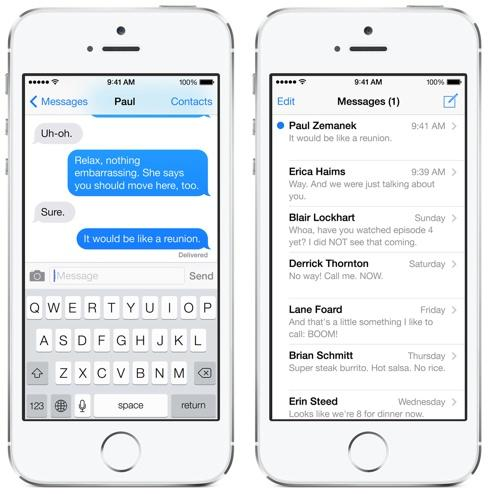 9:41 AM 100%
Messages Paul Contacts
Uh-oh.
Relax, nothing
embarrassing. She says
you should move here, too.
Sure.
It would be like a reunion.
Delivered
Message Send
Q W E R T Y U I O P
A S D F G H J K L
Z X C V B N M
123 space return
9:41 AM 100%
Edit Messages (1)
Paul Zemanek 9:41 AM
It would be like a reunion.
Erica Haims 9:39 AM
Way. And we were just talking about
you.
Blair Lockhart Sunday
Whoa, have you watched episode 4
yet? I did NOT see that coming.
Derrick Thornton Saturday
No way! Call me. NOW.
Lane Foard Friday
And that's a little something I like to
call: BOOM!
Brian Schmitt Thursday
Super steak burrito. Hot salsa. No rice.
Erin Steed Wednesday
Looks like we're 8 for dinner now.